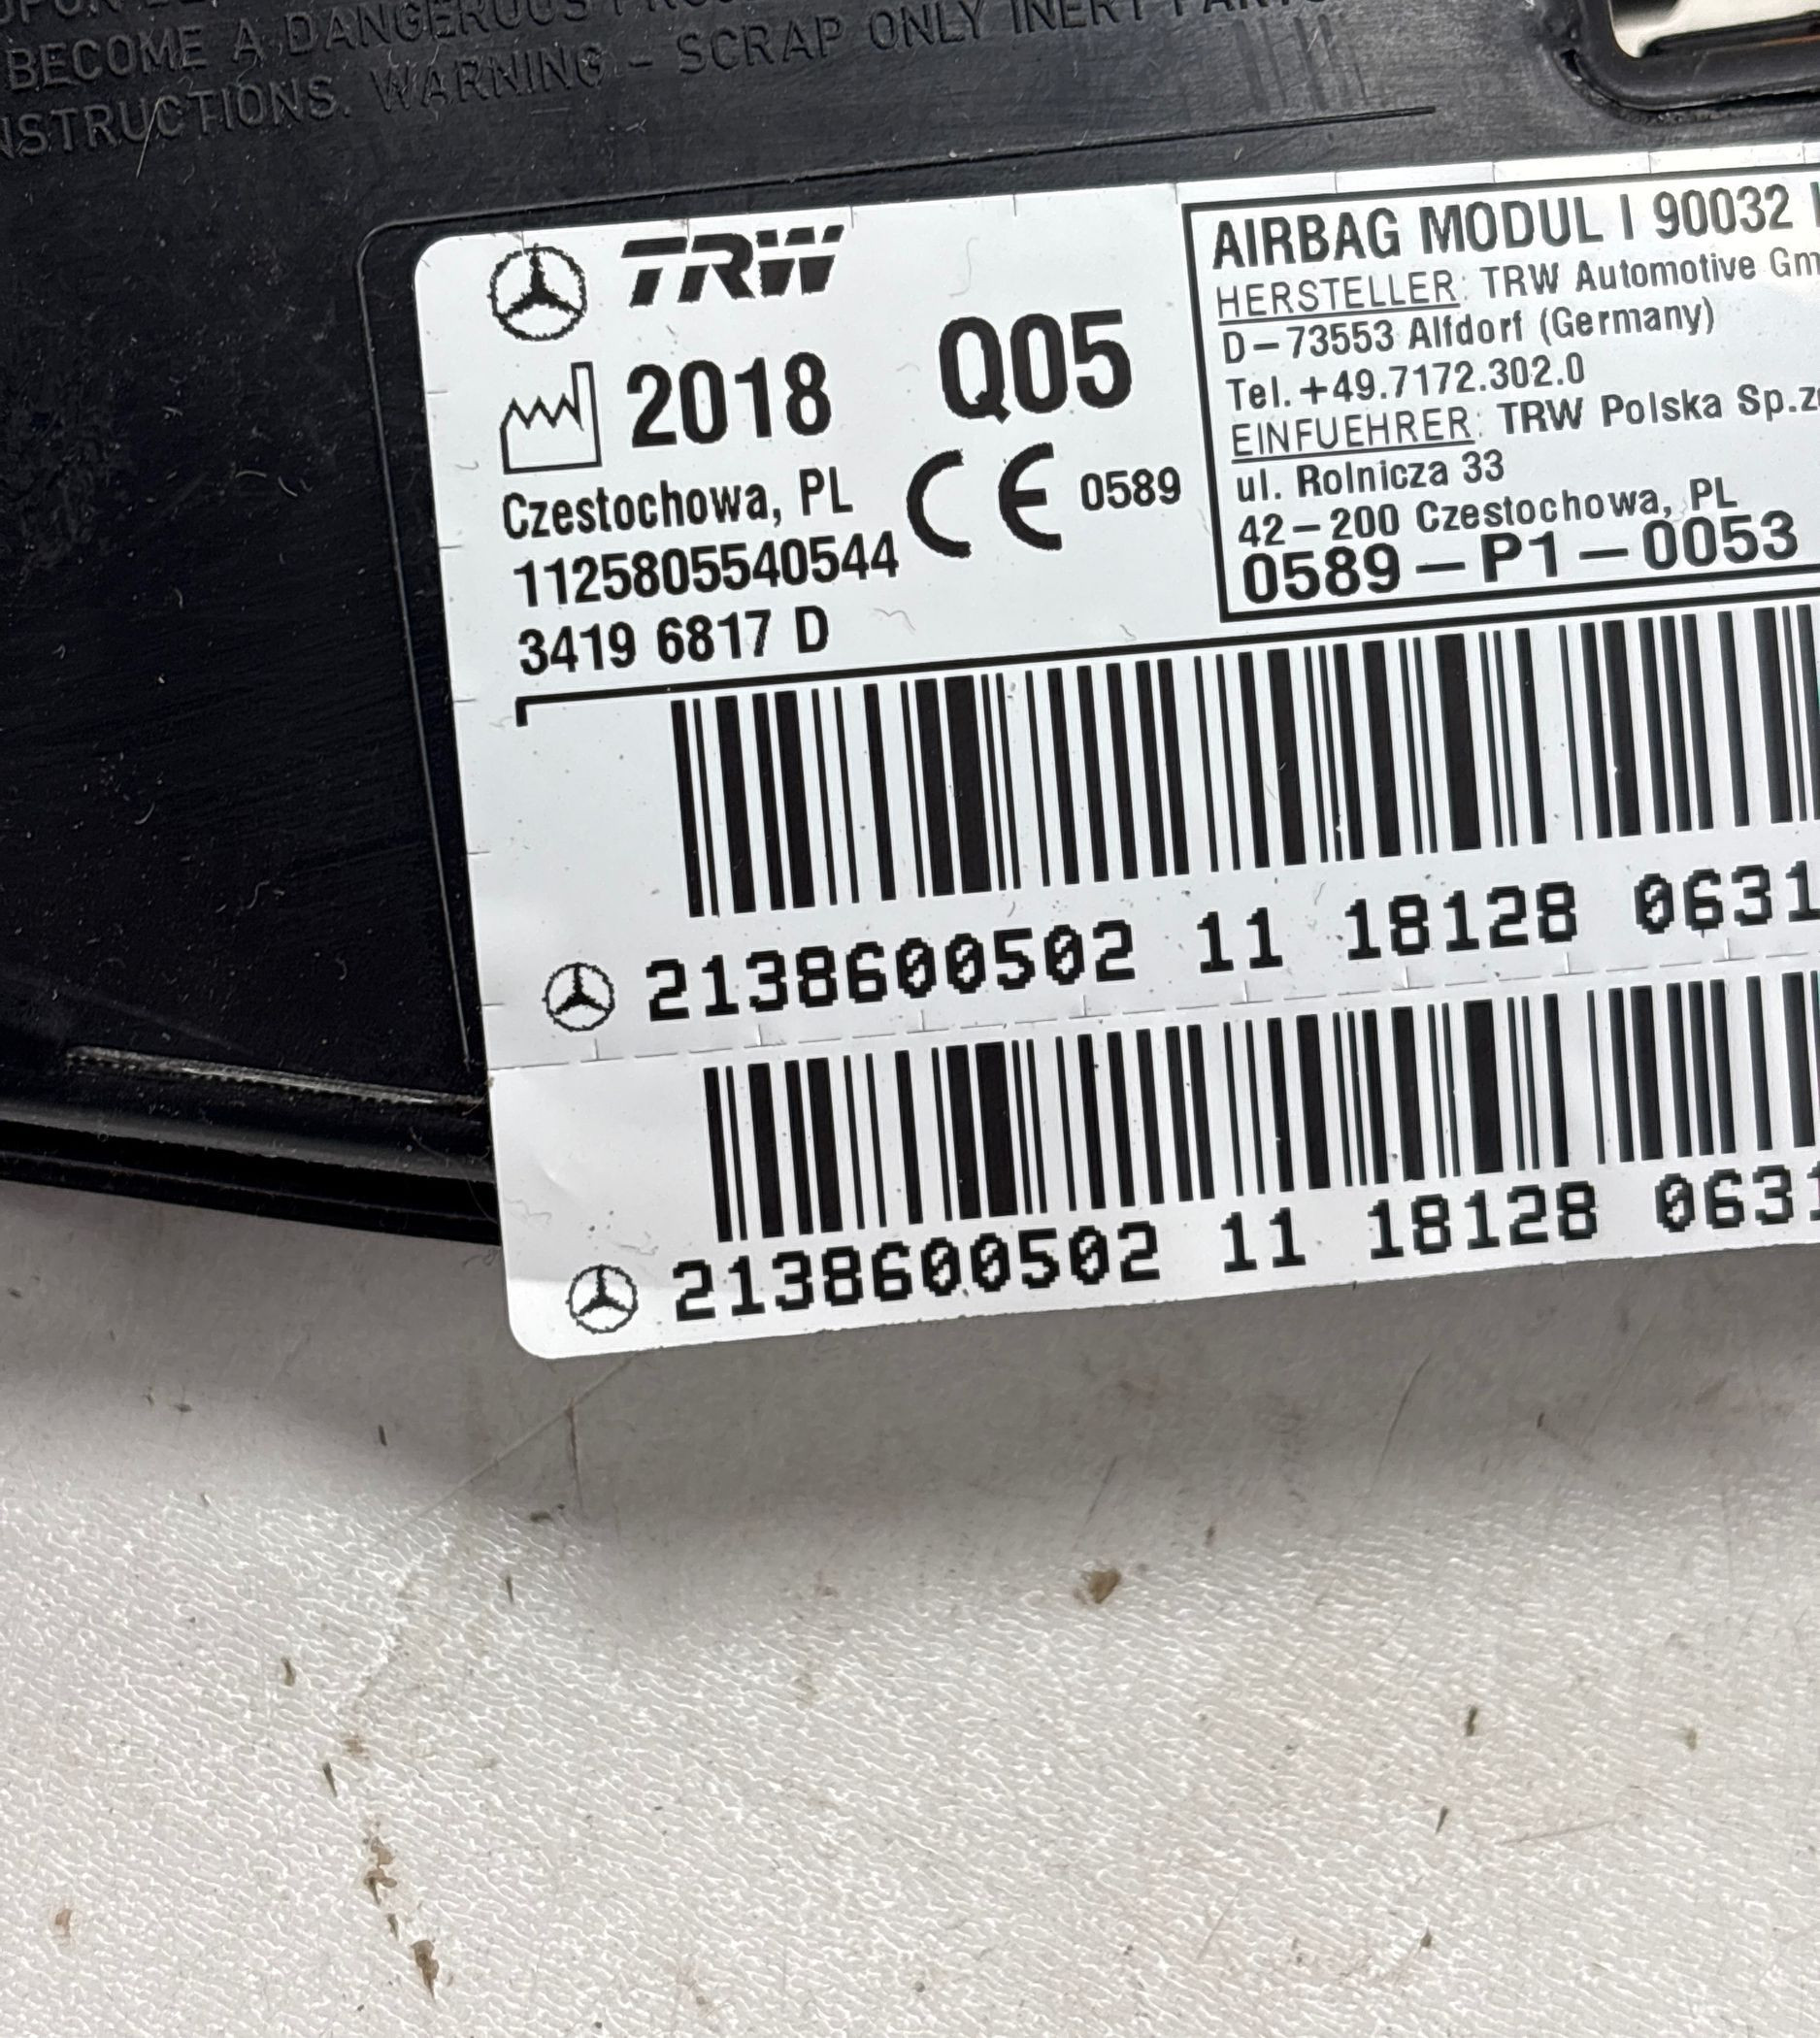 BECOME A DANGEROUS
INSTRUCTIONS. WARNING - SCRAP ONLY INERT PARTS
TRW
2018 Q05
Czestochowa, PL
CE 0589
1125805540544
3419 6817 D
AIRBAG MODUL I 90032
HERSTELLER: TRW Automotive Gm
D-73553 Alfdorf (Germany)
Tel.+49.7172.302.0
EINFUEHRER: TRW Polska Sp.z
ul. Rolnicza 33
42-200 Czestochowa, PL
0589-P1-0053
2138600502 11 18128 0631
2138600502 11 18128 0631